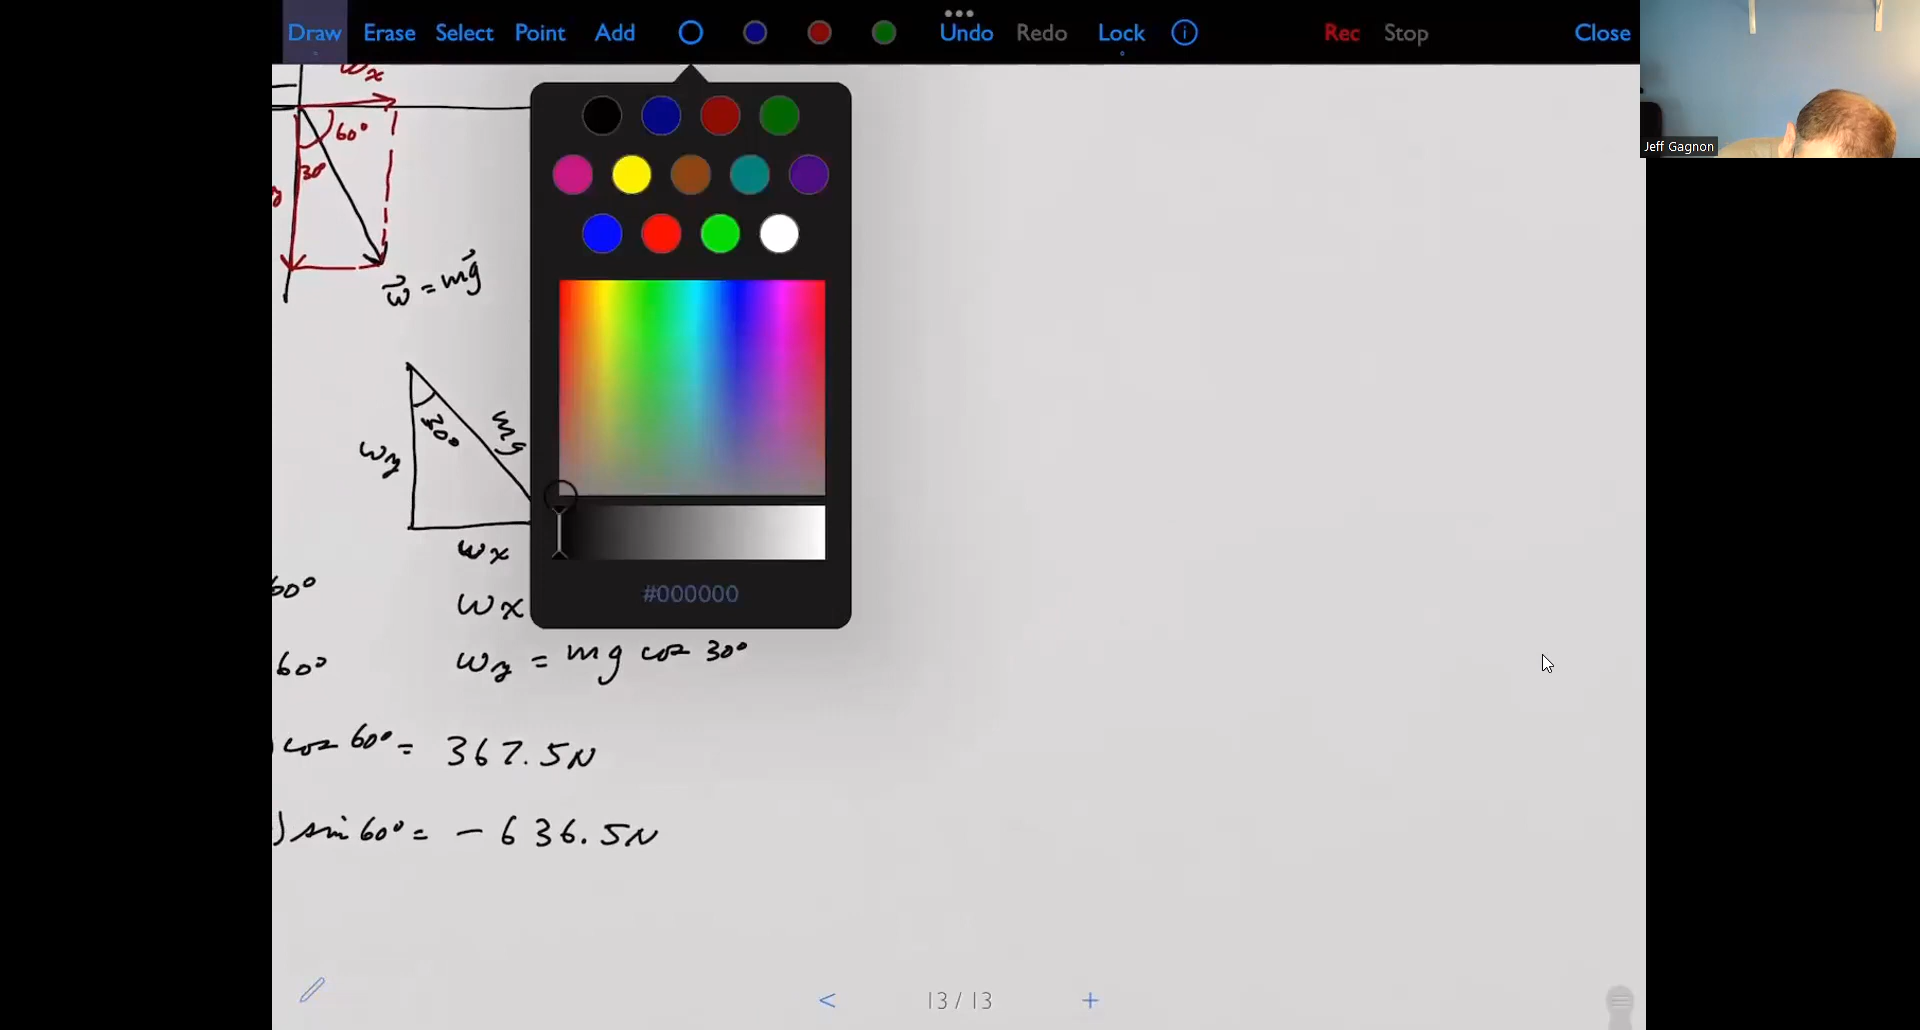 Draw Erase Select Point Add Undo Redo Lock Rec Stop Close
Jeff Gagnon
wx
60°
30°
w⃗ = mg⃗
30°
mg
wy
wx
60°
wx
#000000
60°
wy = mg cos 30°
) cos 60° = 367.5N
) sin 60° = - 636.5N
< 13 / 13 +